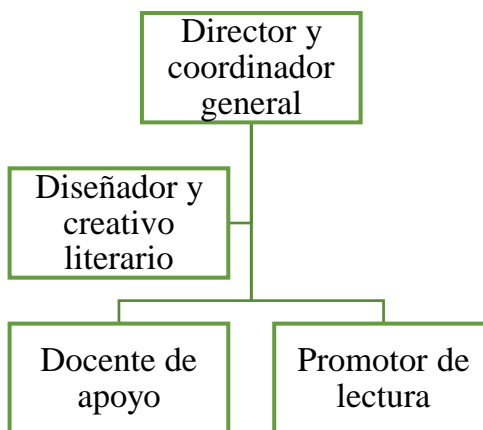 Director y
coordinador
general
Diseñador y
creativo
literario
Docente de
apoyo
Promotor de
lectura